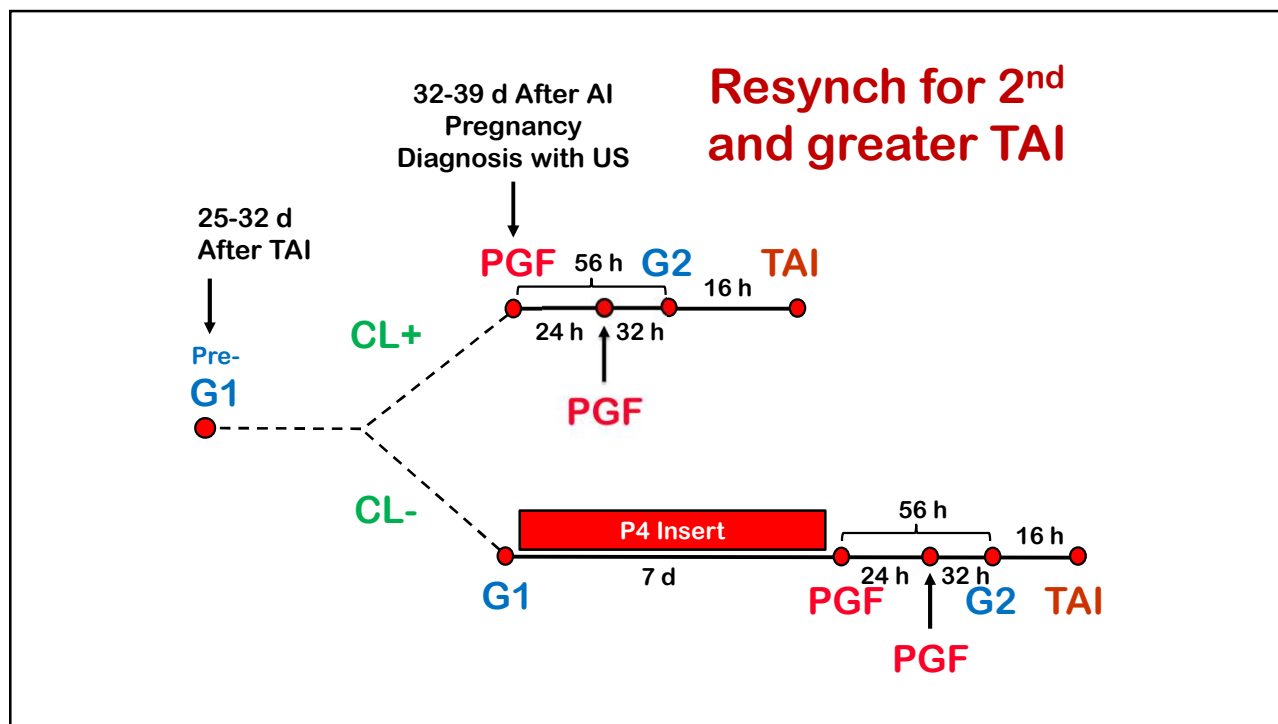 Resynch for 2nd
and greater TAI
32-39 d After AI
Pregnancy
Diagnosis with US
25-32 d
After TAI
PGF
56 h
G2
TAI
16 h
24 h
32 h
CL+
Pre-
G1
PGF
CL-
P4 Insert
56 h
16 h
7 d
24 h
32 h
G1
PGF
G2
TAI
PGF